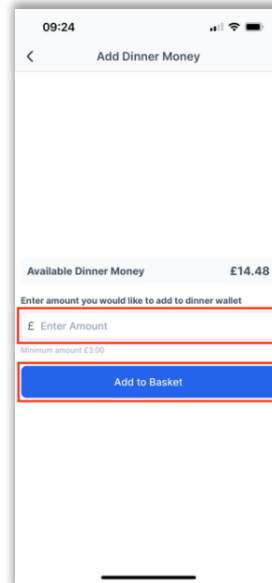 09:24
Add Dinner Money
Available Dinner Money £14.48
Enter amount you would like to add to dinner wallet
£ Enter Amount
Minimum amount £3.00
Add to Basket